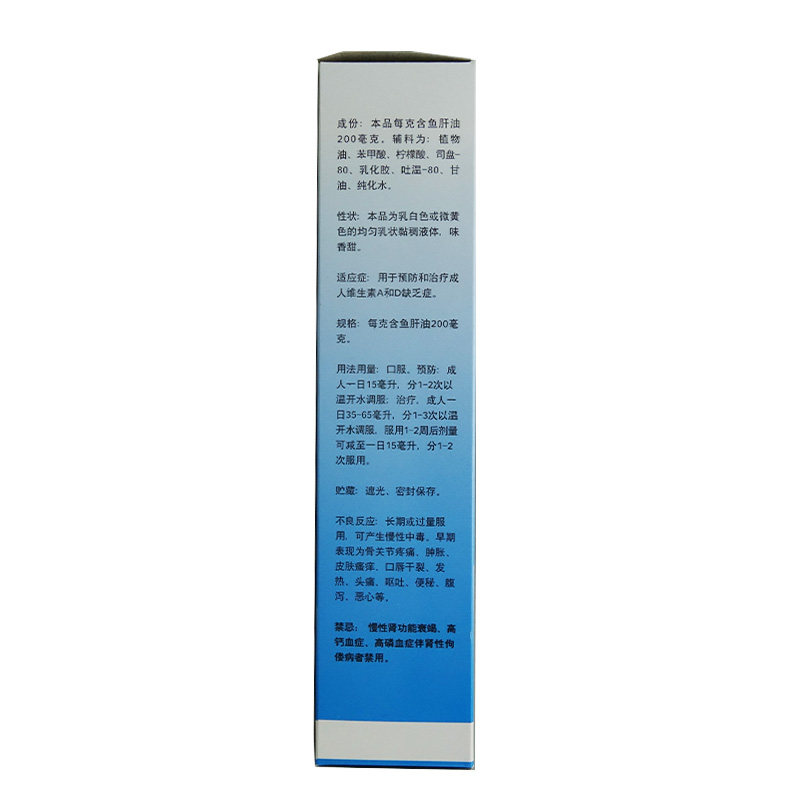 成份：本品每克含鱼肝油
200毫克。辅料为：植物
油、苯甲酸、柠檬酸、司盘-
80、乳化胶、吐温-80、甘
油、纯化水。
性状：本品为乳白色或微黄
色的均匀乳状黏稠液体，味
香甜。
适应症：用于预防和治疗成
人维生素A和D缺乏症。
规格：每克含鱼肝油200毫
克。
用法用量：口服、预防：成
人一日15毫升，分1-2次以
温开水调服；治疗，成人一
日35-65毫升，分1-3次以温
开水调服，服用1-2周后剂量
可减至一日15毫升，分1-2
次服用。
贮藏：遮光、密封保存。
不良反应：长期或过量服
用，可产生慢性中毒。早期
表现为骨关节疼痛、肿胀、
皮肤瘙痒、口唇干裂、发
热、头痛、呕吐、便秘、腹
泻、恶心等。
禁忌：慢性肾功能衰竭、高
钙血症、高磷血症伴肾性佝
偻病者禁用。